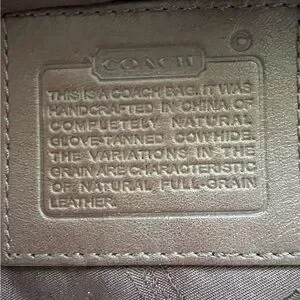 COACH
©
THIS IS A COACH BAG. IT WAS
HANDCRAFTED IN CHINA OF
COMPLETELY NATURAL
GLOVE-TANNED COWHIDE.
THE VARIATIONS IN THE
GRAIN ARE CHARACTERISTIC
OF NATURAL FULL-GRAIN
LEATHER.